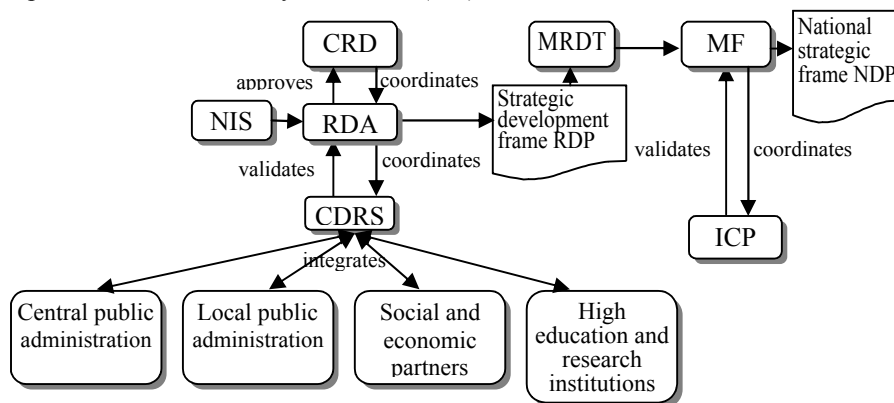 CRD
MRDT
MF
National
strategic
frame NDP
approves
coordinates
NIS
RDA
Strategic
development
frame RDP
validates
coordinates
validates
coordinates
CDRS
ICP
integrates
Central public
administration
Local public
administration
Social and
economic
partners
High
education and
research
institutions